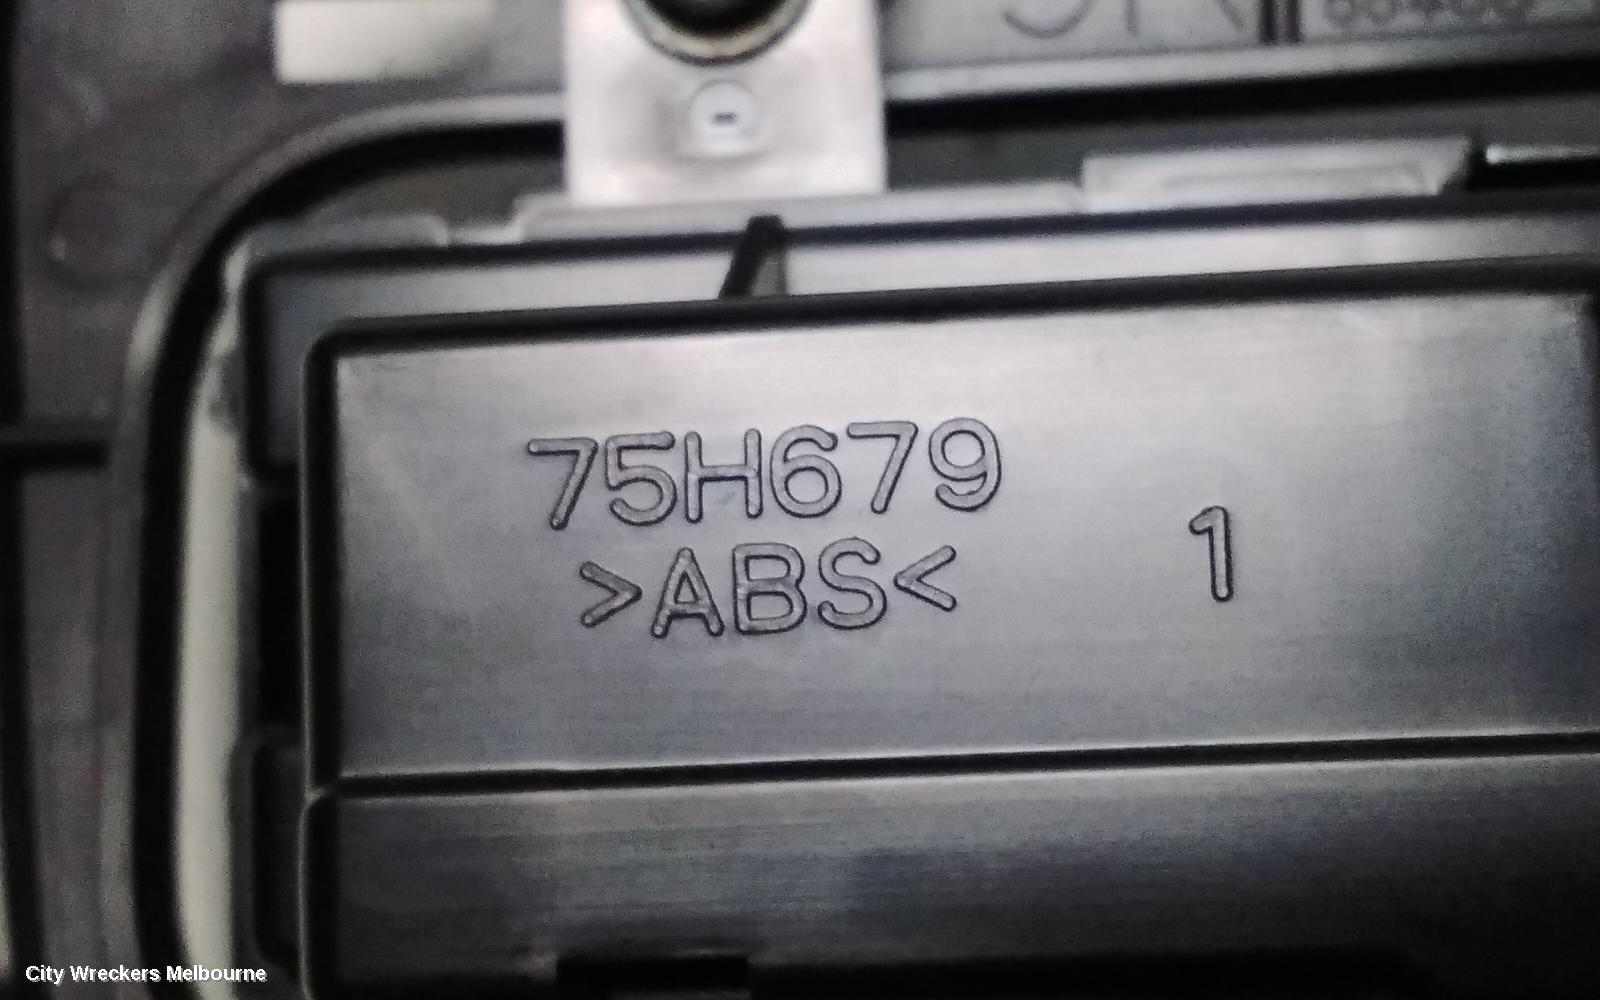 75H679
>ABS<
1
City Wreckers Melbourne